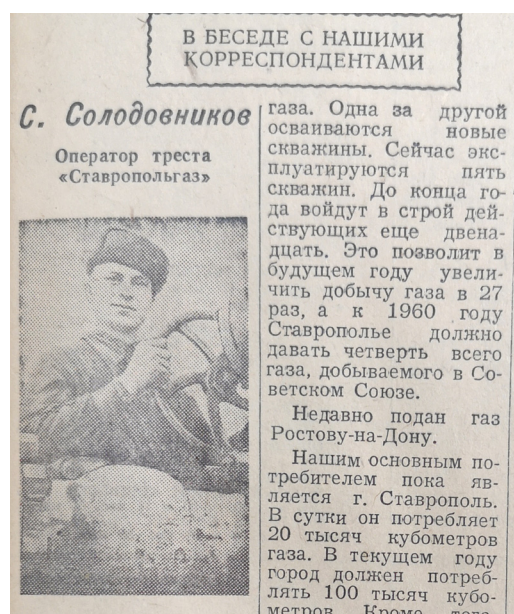 В БЕСЕДЕ С НАШИМИ
КОРРЕСПОНДЕНТАМИ
С. Солодовников
Оператор треста
«Ставропольгаз»
газа. Одна за другой
осваиваются новые
скважины. Сейчас экс-
плуатируются пять
скважин. До конца го-
да войдут в строй дей-
ствующих еще двена-
дцать. Это позволит в
будущем году увели-
чить добычу газа в 27
раз, а к 1960 году
Ставрополье должно
давать четверть всего
газа, добываемого в Со-
ветском Союзе.
Недавно подан газ
Ростову-на-Дону.
Нашим основным по-
требителем пока яв-
ляется г. Ставрополь.
В сутки он потребляет
20 тысяч кубометров
газа. В текущем году
город должен потреб-
лять 100 тысяч кубо-
метров. Кроме того,